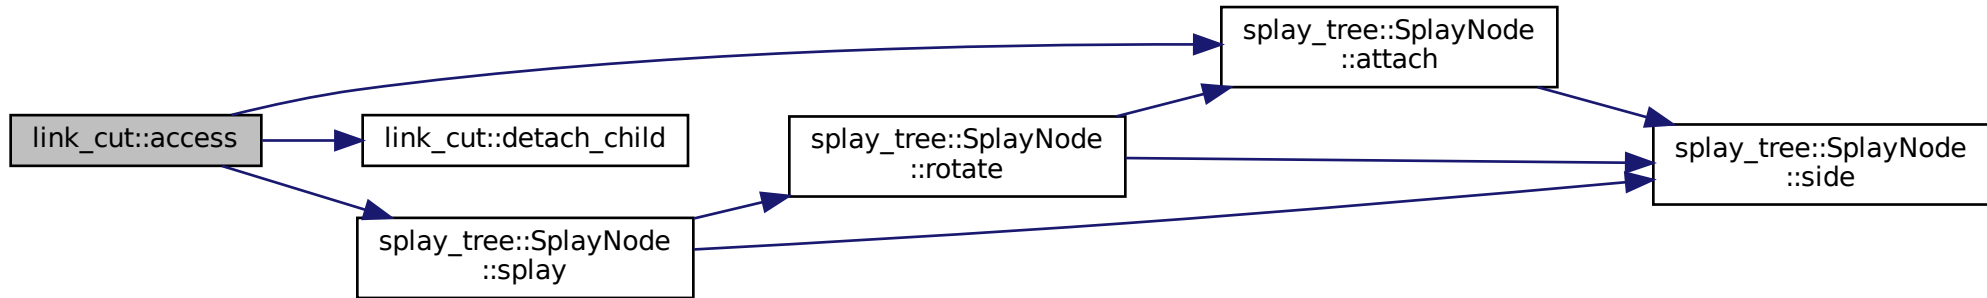 link_cut::access
link_cut::detach_child
splay_tree::SplayNode
::splay
splay_tree::SplayNode
::rotate
splay_tree::SplayNode
::attach
splay_tree::SplayNode
::side